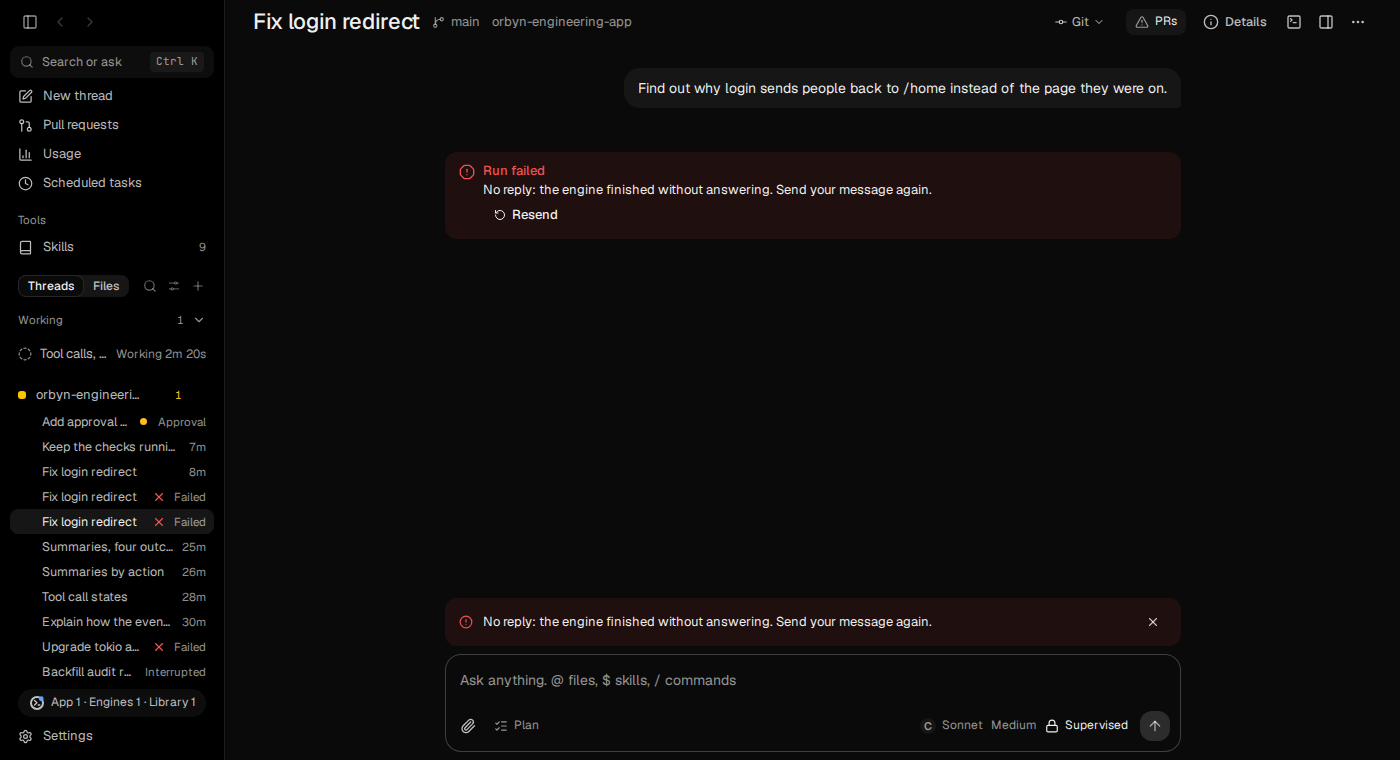 Fix login redirect
main
orbyn-engineering-app
Git
PRs
Details
Search or ask
Ctrl K
New thread
Pull requests
Usage
Scheduled tasks
Tools
Skills
9
Threads
Files
Working
1
Tool calls, …
Working 2m 20s
orbyn-engineeri…
1
Add approval …
Approval
Keep the checks runni…
7m
Fix login redirect
8m
Fix login redirect
Failed
Fix login redirect
Failed
Summaries, four outc…
25m
Summaries by action
26m
Tool call states
28m
Explain how the even…
30m
Upgrade tokio a…
Failed
Backfill audit r…
Interrupted
App 1 · Engines 1 · Library 1
Settings
Find out why login sends people back to /home instead of the page they were on.
Run failed
No reply: the engine finished without answering. Send your message again.
Resend
No reply: the engine finished without answering. Send your message again.
Ask anything. @ files, $ skills, / commands
Plan
C
Sonnet
Medium
Supervised